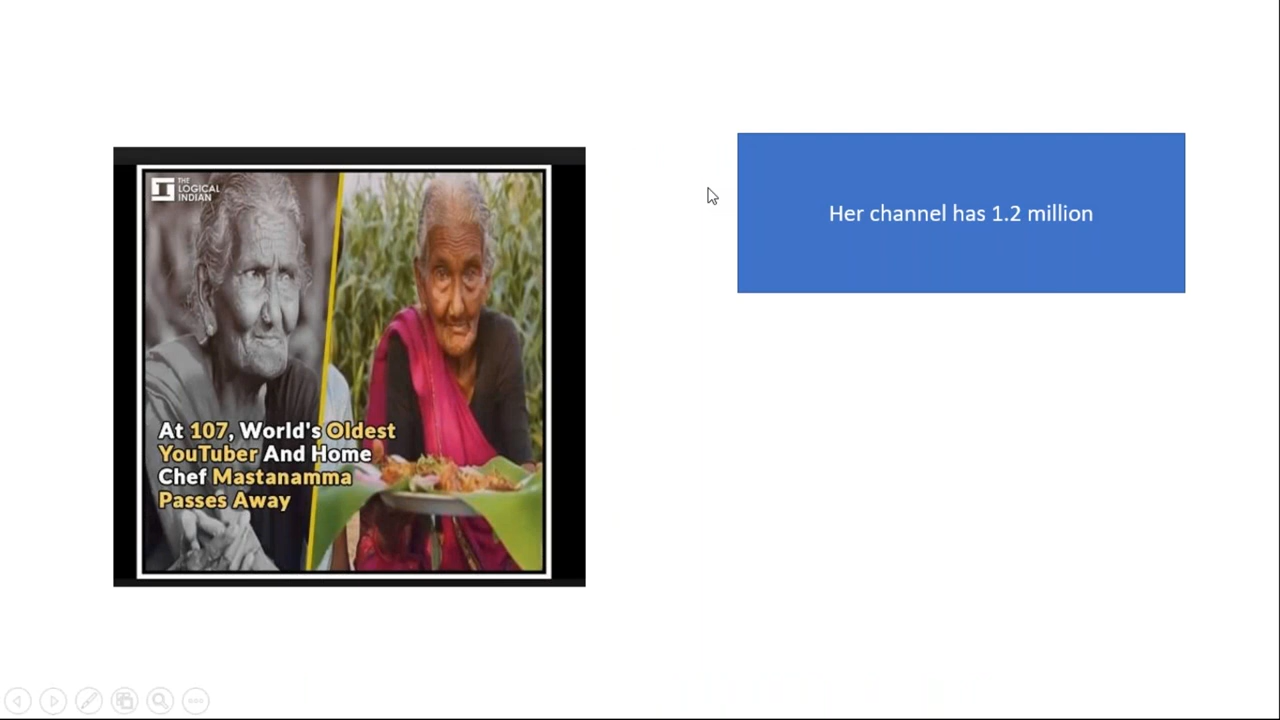 THE
LOGICAL
INDIAN
At 107, World's Oldest
YouTuber And Home
Chef Mastanamma
Passes Away
Her channel has 1.2 million